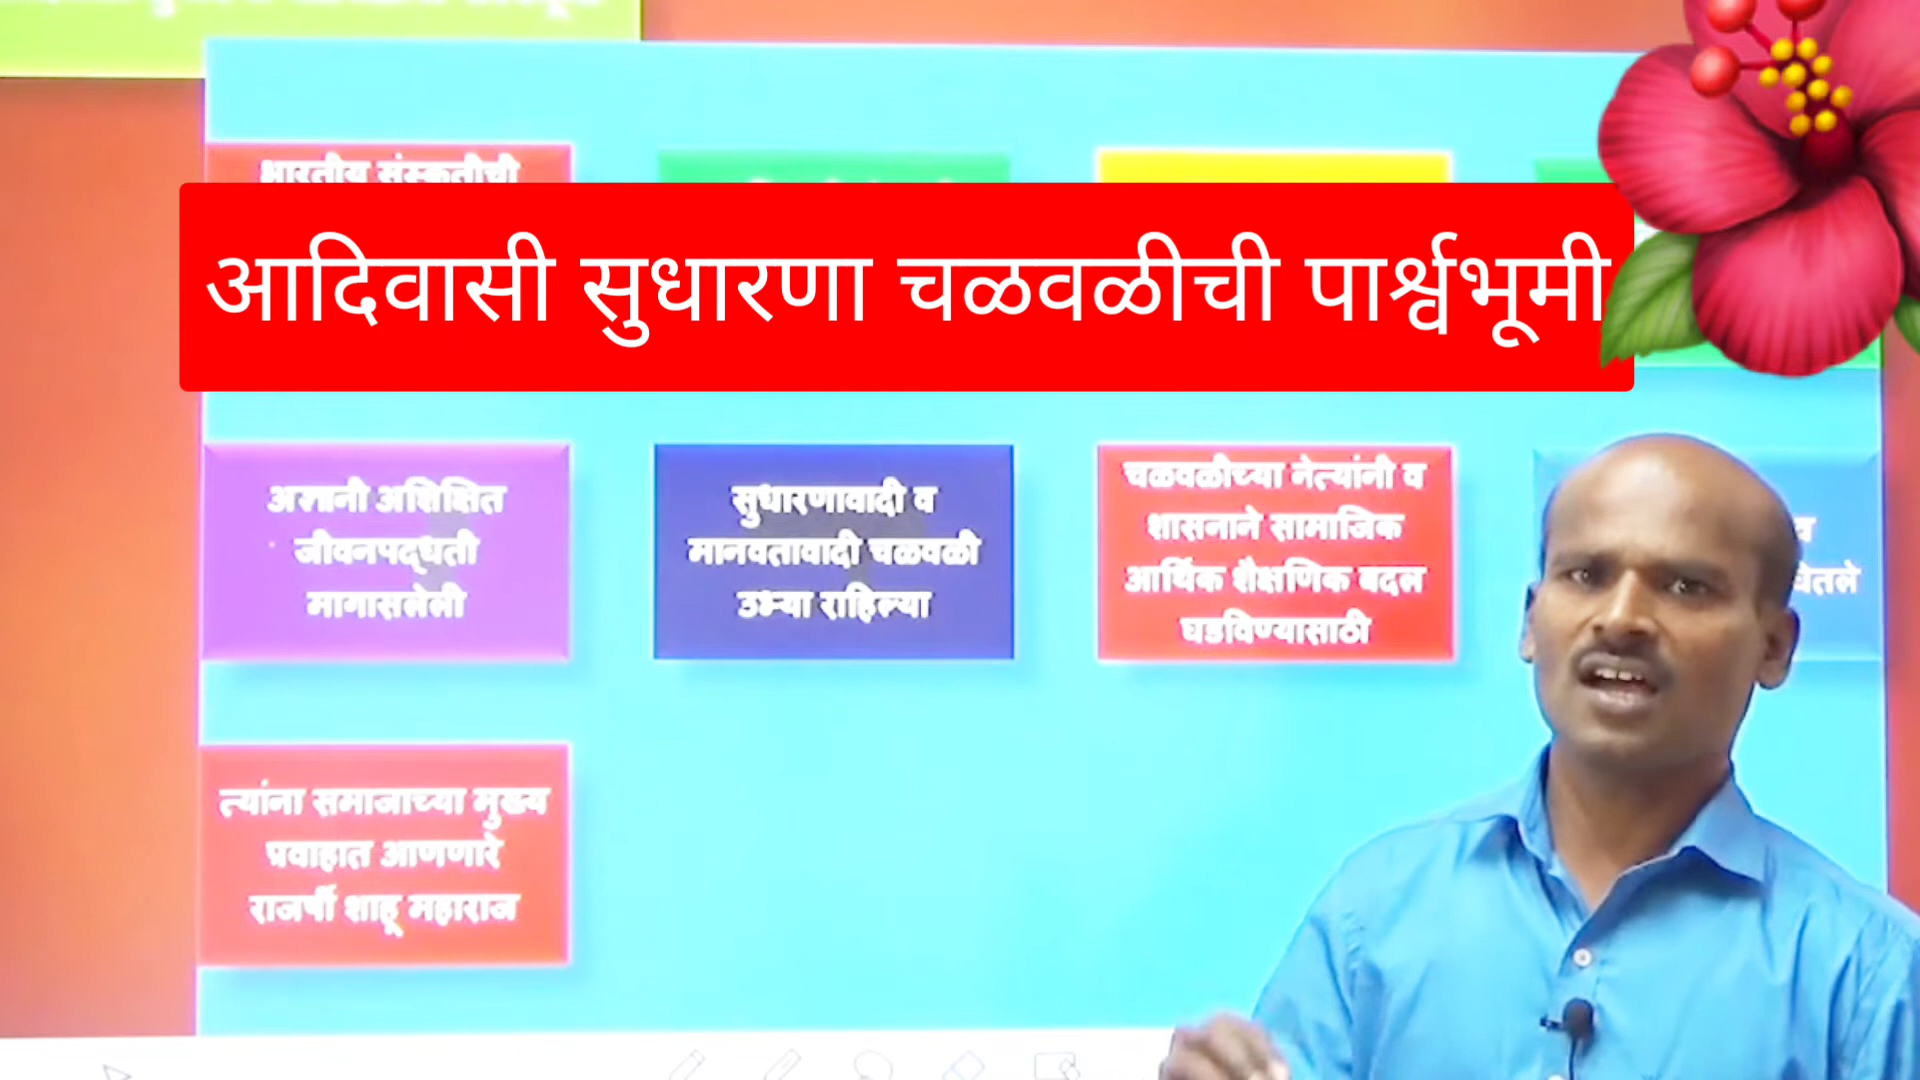 भारतीय संस्कृतीची
आदिवासी सुधारणा चळवळीची पार्श्वभूमी
अज्ञानी अशिक्षित
जीवनपद्धती
मागासलेली
सुधारणावादी व
मानवतावादी चळवळी
उभ्या राहिल्या
चळवळीच्या नेत्यांनी व
शासनाने सामाजिक
आर्थिक शैक्षणिक बदल
घडविण्यासाठी
त्यांना समाजाच्या मुख्य
प्रवाहात आणणारे
राजर्षी शाहू महाराज